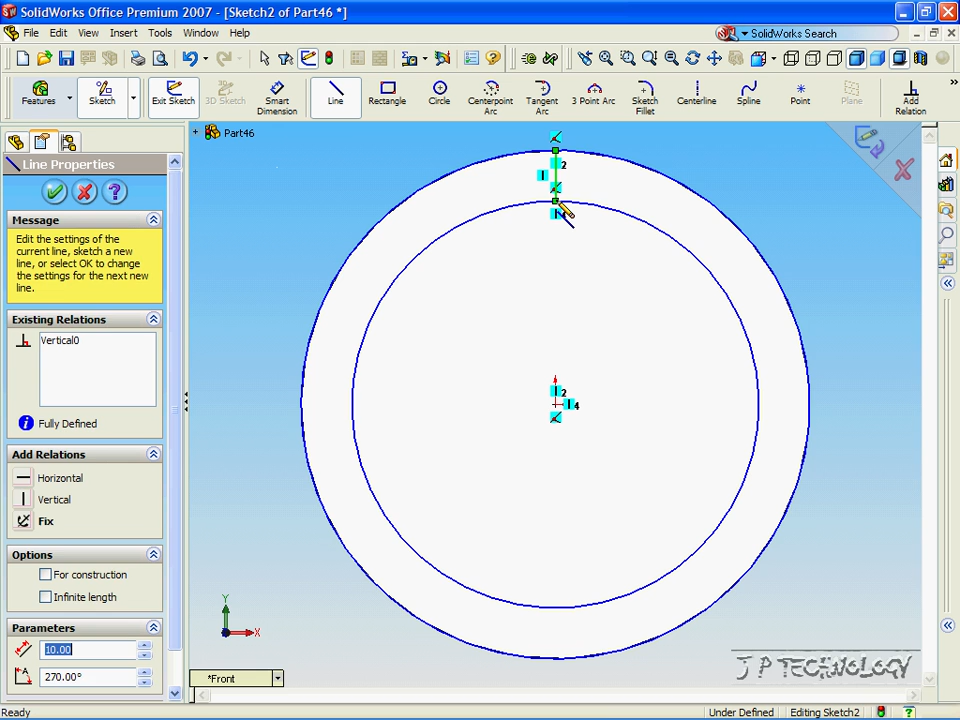 SolidWorks Office Premium 2007 - [Sketch2 of Part46 *]
File Edit View Insert Tools Window Help
SolidWorks Search
Features Sketch Exit Sketch 3D Sketch Smart Dimension Line Rectangle Circle Centerpoint Arc Tangent Arc 3 Point Arc Sketch Fillet Centerline Spline Point Plane Add Relation
Part46
Line Properties
Message
Edit the settings of the
current line, sketch a new
line, or select OK to change
the settings for the next new
line.
Existing Relations
Vertical0
Fully Defined
Add Relations
Horizontal
Vertical
Fix
Options
For construction
Infinite length
Parameters
10.00
270.00°
2
2
4
Y
X
*Front
J P TECHNOLOGY
Ready
Under Defined
Editing Sketch2